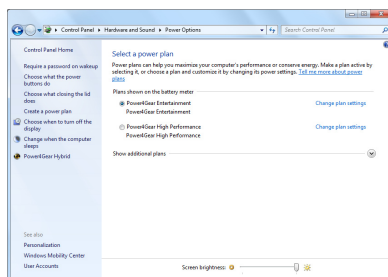 Control Panel ▸ Hardware and Sound ▸ Power Options
Search Control Panel
Control Panel Home
Require a password on wakeup
Choose what the power
buttons do
Choose what closing the lid
does
Create a power plan
Choose when to turn off the
display
Change when the computer
sleeps
Power4Gear Hybrid
See also
Personalization
Windows Mobility Center
User Accounts
Select a power plan
Power plans can help you maximize your computer's performance or conserve energy. Make a plan active by
selecting it, or choose a plan and customize it by changing its power settings. Tell me more about power
plans
Plans shown on the battery meter
Power4Gear Entertainment
Change plan settings
Power4Gear Entertainment
Power4Gear High Performance
Change plan settings
Power4Gear High Performance
Show additional plans
Screen brightness: